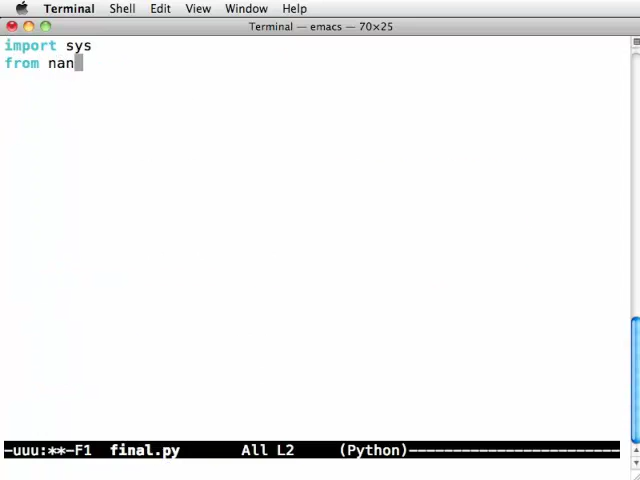 Terminal Shell Edit View Window Help
Terminal — emacs — 70×25
import sys
from nan
-uuu:**-F1 final.py All L2 (Python)------------------------